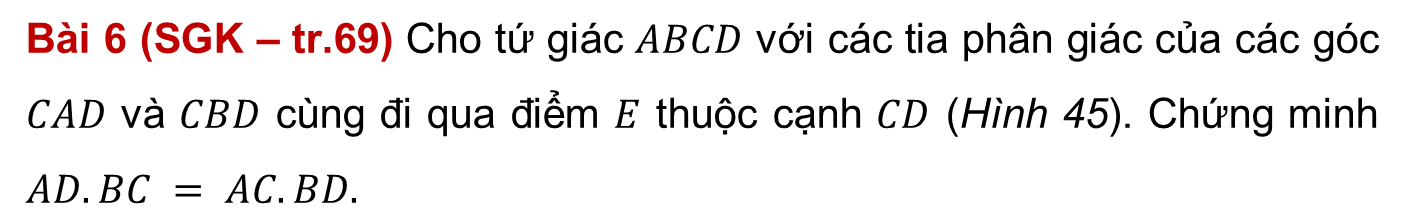 Bài 6 (SGK – tr.69) Cho tứ giác ABCD với các tia phân giác của các góc
CAD và CBD cùng đi qua điểm E thuộc cạnh CD (Hình 45). Chứng minh
AD. BC = AC. BD.